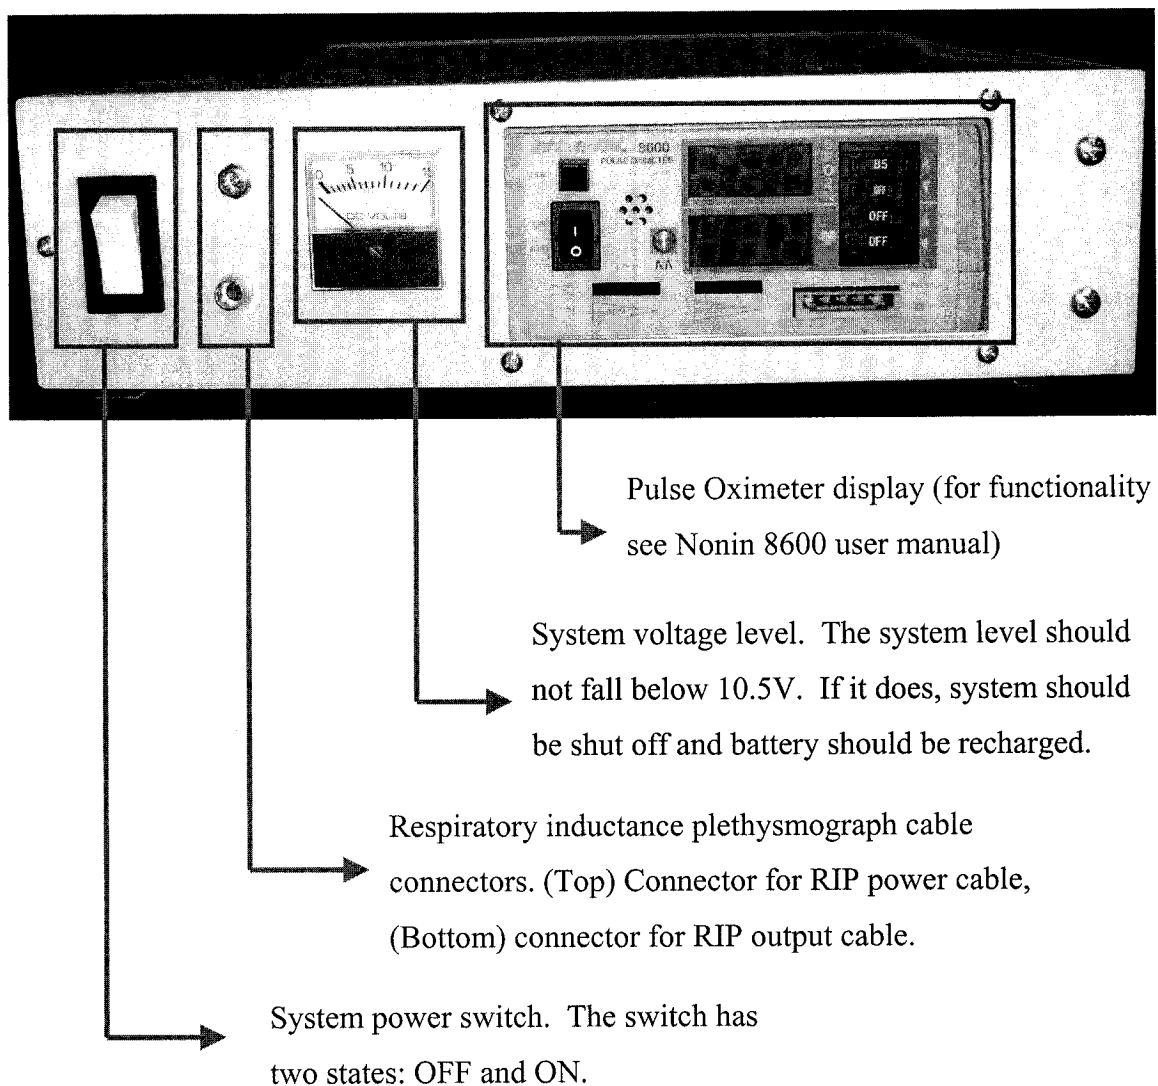 0 5 10 15
DC VOLTS
8600
PULSE OXIMETER
I
O
85
OFF
OFF
Pulse Oximeter display (for functionality
see Nonin 8600 user manual)
System voltage level. The system level should
not fall below 10.5V. If it does, system should
be shut off and battery should be recharged.
Respiratory inductance plethysmograph cable
connectors. (Top) Connector for RIP power cable,
(Bottom) connector for RIP output cable.
System power switch. The switch has
two states: OFF and ON.